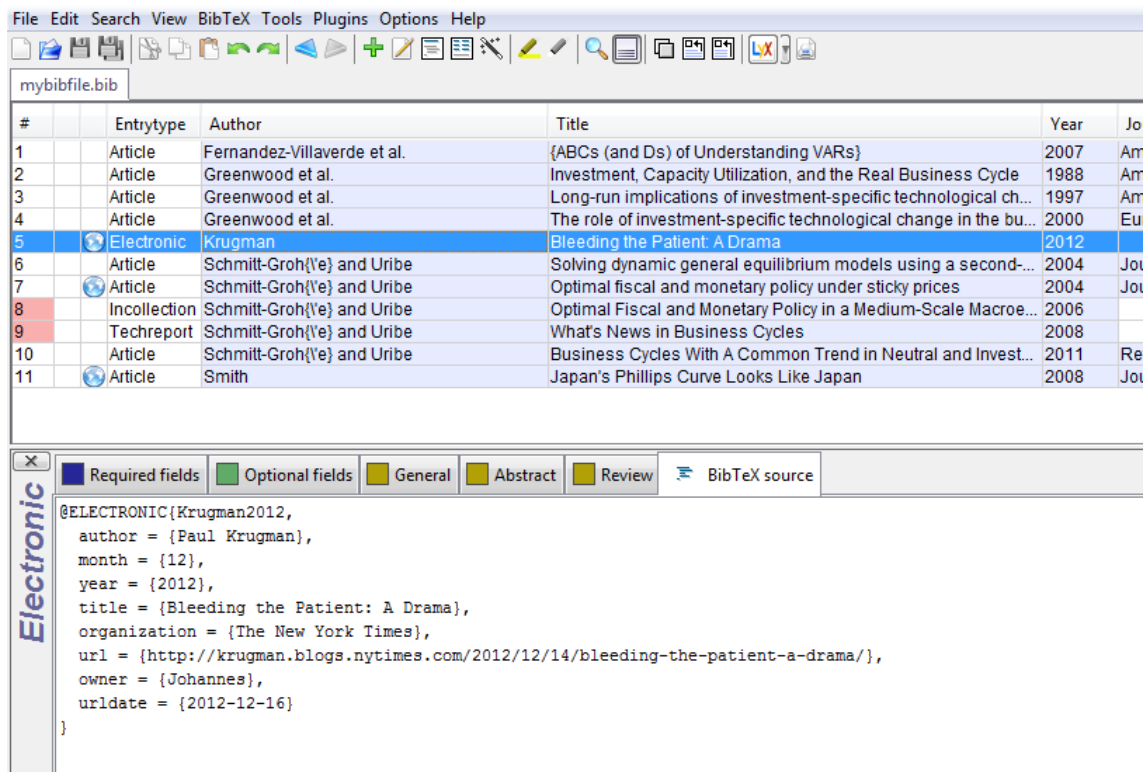 File Edit Search View BibTeX Tools Plugins Options Help
mybibfile.bib
# Entrytype Author Title Year Jou
1 Article Fernandez-Villaverde et al. {ABCs (and Ds) of Understanding VARs} 2007 Am
2 Article Greenwood et al. Investment, Capacity Utilization, and the Real Business Cycle 1988 Am
3 Article Greenwood et al. Long-run implications of investment-specific technological ch... 1997 Am
4 Article Greenwood et al. The role of investment-specific technological change in the bu... 2000 Eur
5 Electronic Krugman Bleeding the Patient: A Drama 2012
6 Article Schmitt-Groh{\'e} and Uribe Solving dynamic general equilibrium models using a second-... 2004 Jou
7 Article Schmitt-Groh{\'e} and Uribe Optimal fiscal and monetary policy under sticky prices 2004 Jou
8 Incollection Schmitt-Groh{\'e} and Uribe Optimal Fiscal and Monetary Policy in a Medium-Scale Macroe... 2006
9 Techreport Schmitt-Groh{\'e} and Uribe What's News in Business Cycles 2008
10 Article Schmitt-Groh{\'e} and Uribe Business Cycles With A Common Trend in Neutral and Invest... 2011 Re
11 Article Smith Japan's Phillips Curve Looks Like Japan 2008 Jou
Required fields Optional fields General Abstract Review BibTeX source
Electronic
@ELECTRONIC{Krugman2012,
author = {Paul Krugman},
month = {12},
year = {2012},
title = {Bleeding the Patient: A Drama},
organization = {The New York Times},
url = {http://krugman.blogs.nytimes.com/2012/12/14/bleeding-the-patient-a-drama/},
owner = {Johannes},
urldate = {2012-12-16}
}